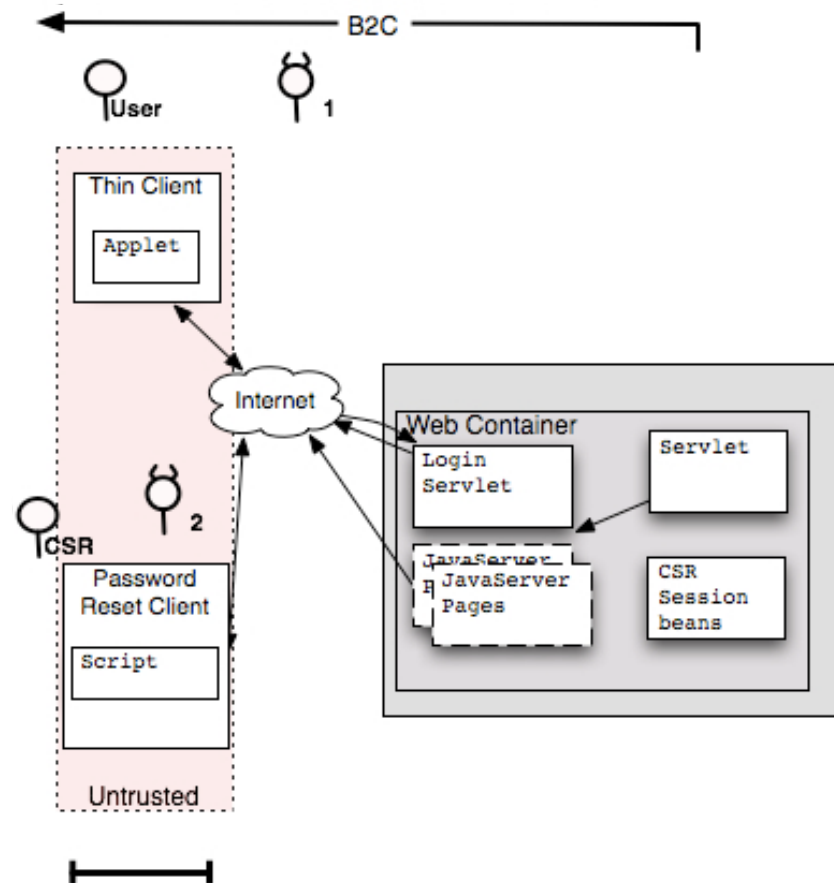 B2C
User
1
Thin Client
Applet
Internet
Web Container
Login
Servlet
Servlet
JavaServer
P
JavaServer
Pages
CSR
Session
beans
2
CSR
Password
Reset Client
Script
Untrusted